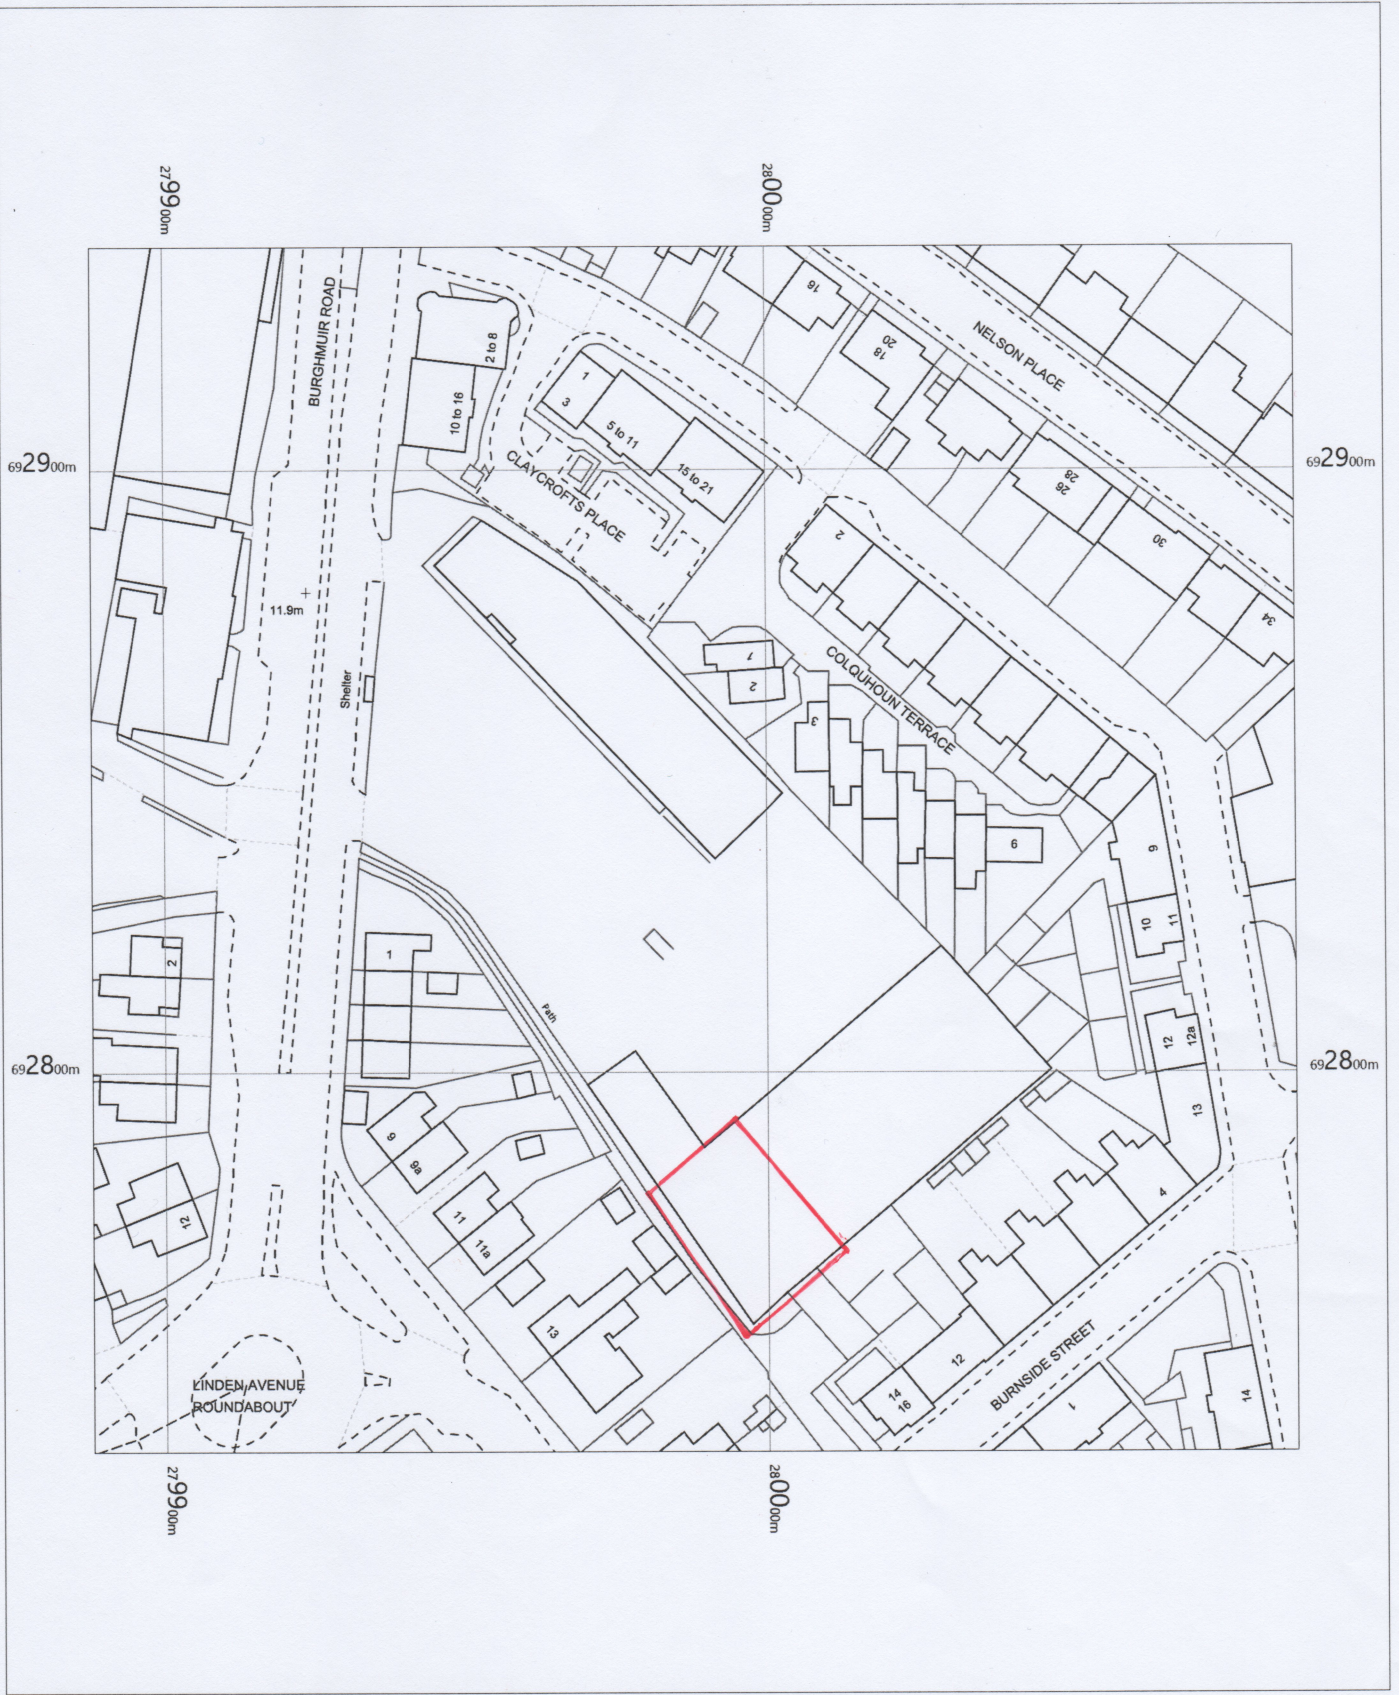 2799 00m
2800 00m
BURGHMUIR ROAD
2 to 8
10 to 16
1
3
5 to 11
15 to 21
CLAYCROFTS PLACE
16
18
20
NELSON PLACE
26
28
30
34
6929 00m
6929 00m
2
11.9m
Shelter
1
2
3
COLQUHOUN TERRACE
6
9
10
11
12
12a
13
2
1
Path
6928 00m
6928 00m
9
9a
11
11a
13
12
4
12
14
16
BURNSIDE STREET
1
14
LINDEN AVENUE
ROUNDABOUT
2799 00m
2800 00m